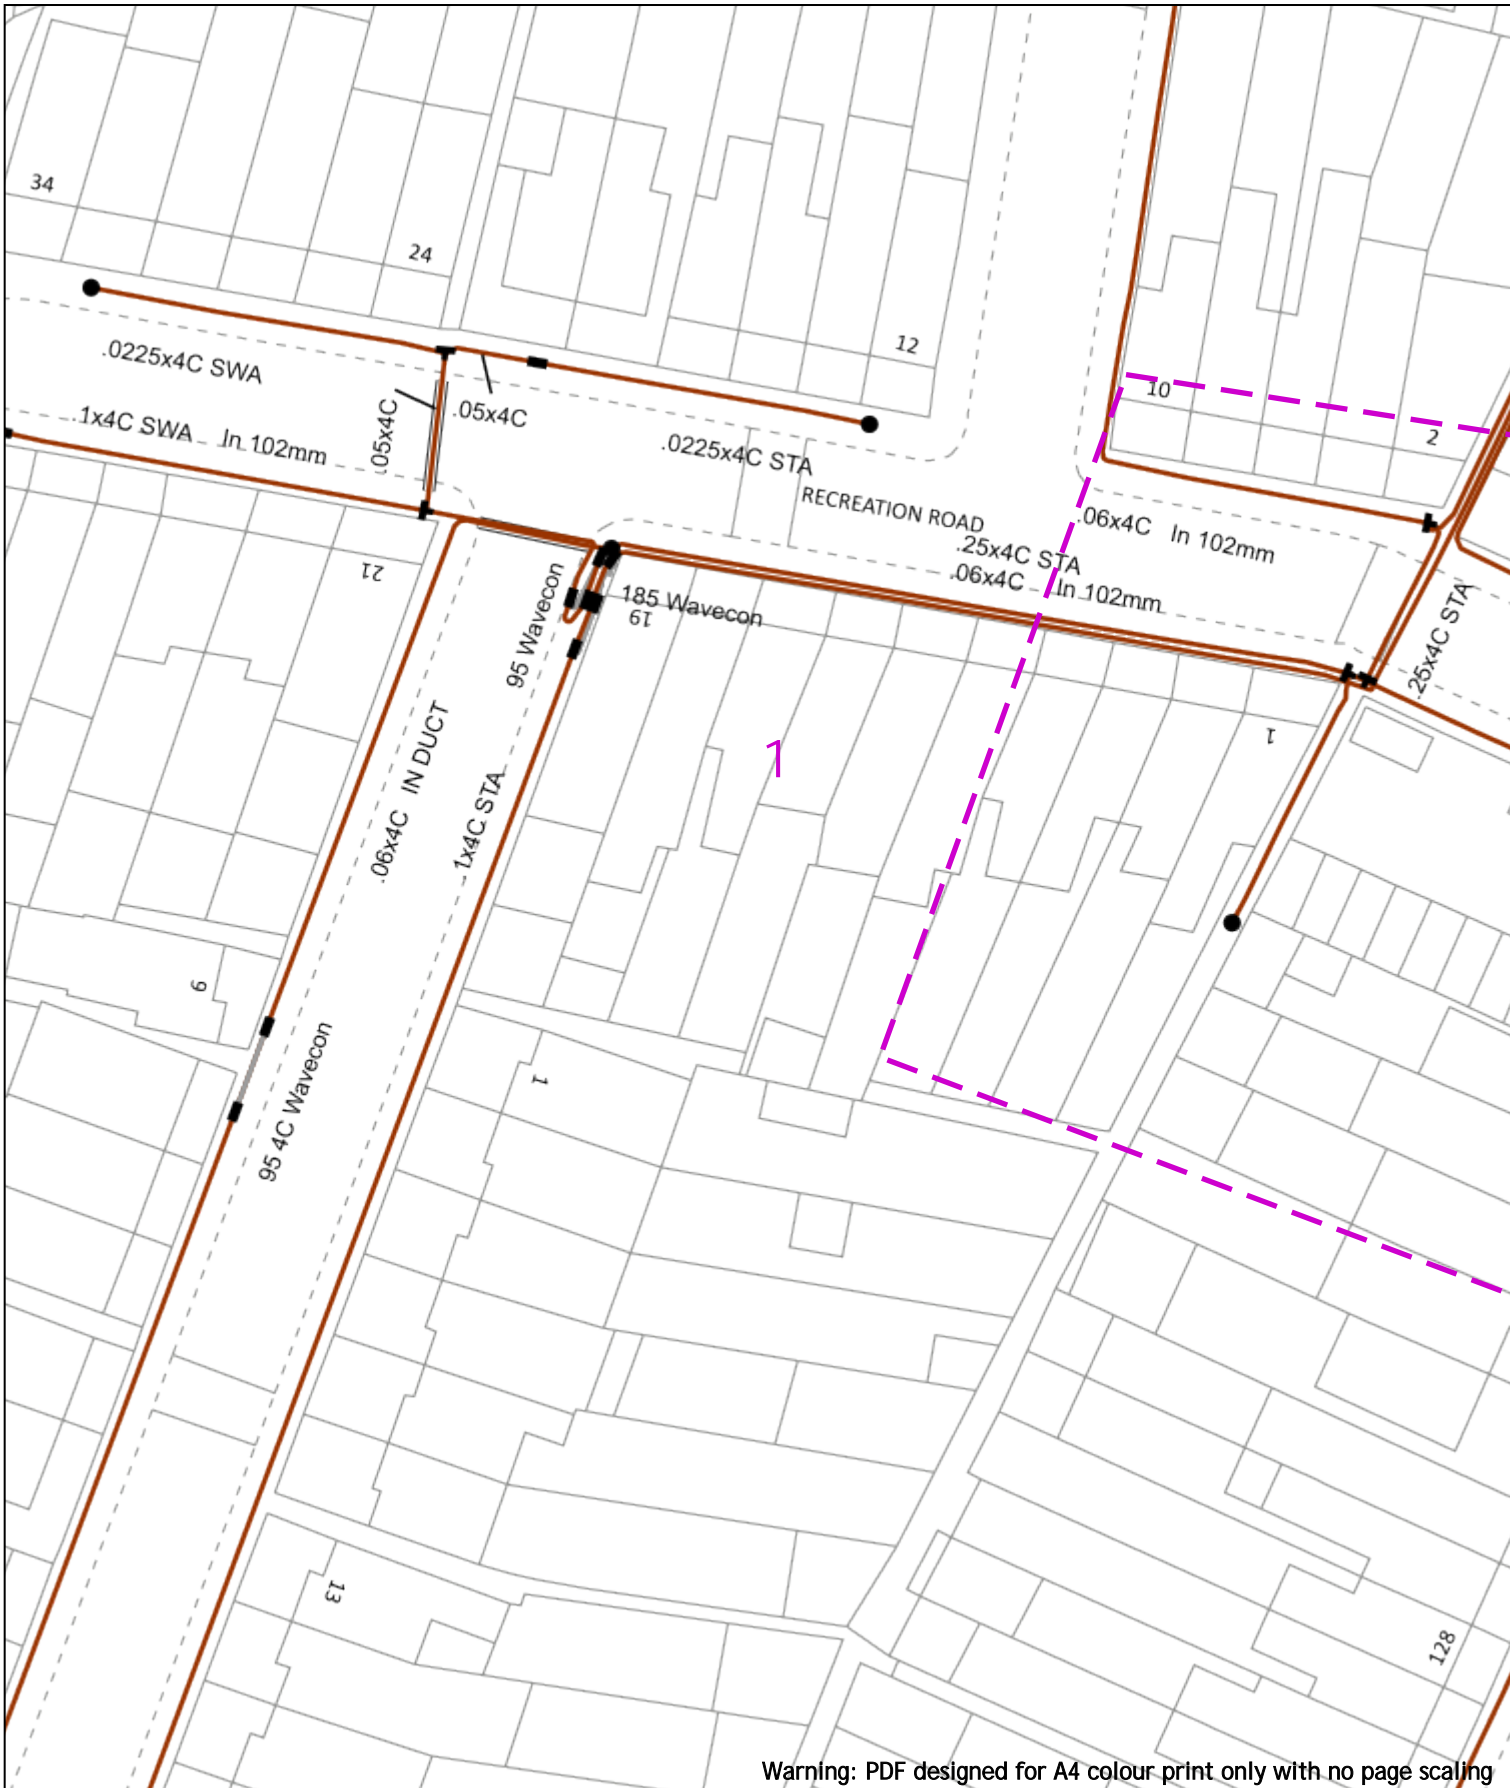 34
24
12
10
2
.0225x4C SWA
.05x4C
.05x4C
.1x4C SWA In 102mm
.0225x4C STA
RECREATION ROAD
.06x4C In 102mm
.25x4C STA
.06x4C In 102mm
21
95 Wavecon
185 Wavecon
19
.25x4C STA
1
1
.06x4C IN DUCT
.1x4C STA
9
95 4C Wavecon
1
13
128
Warning: PDF designed for A4 colour print only with no page scaling